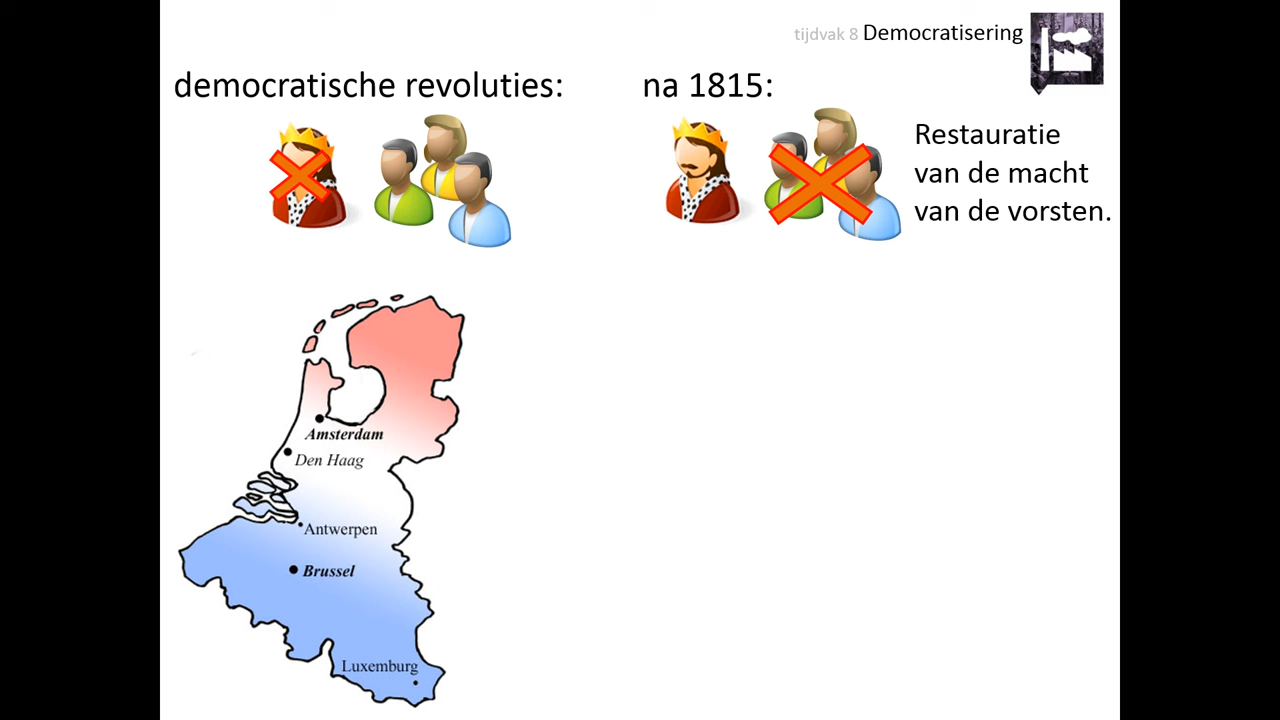 tijdvak 8 Democratisering
democratische revoluties:
na 1815:
Restauratie
van de macht
van de vorsten.
Amsterdam
Den Haag
Antwerpen
Brussel
Luxemburg